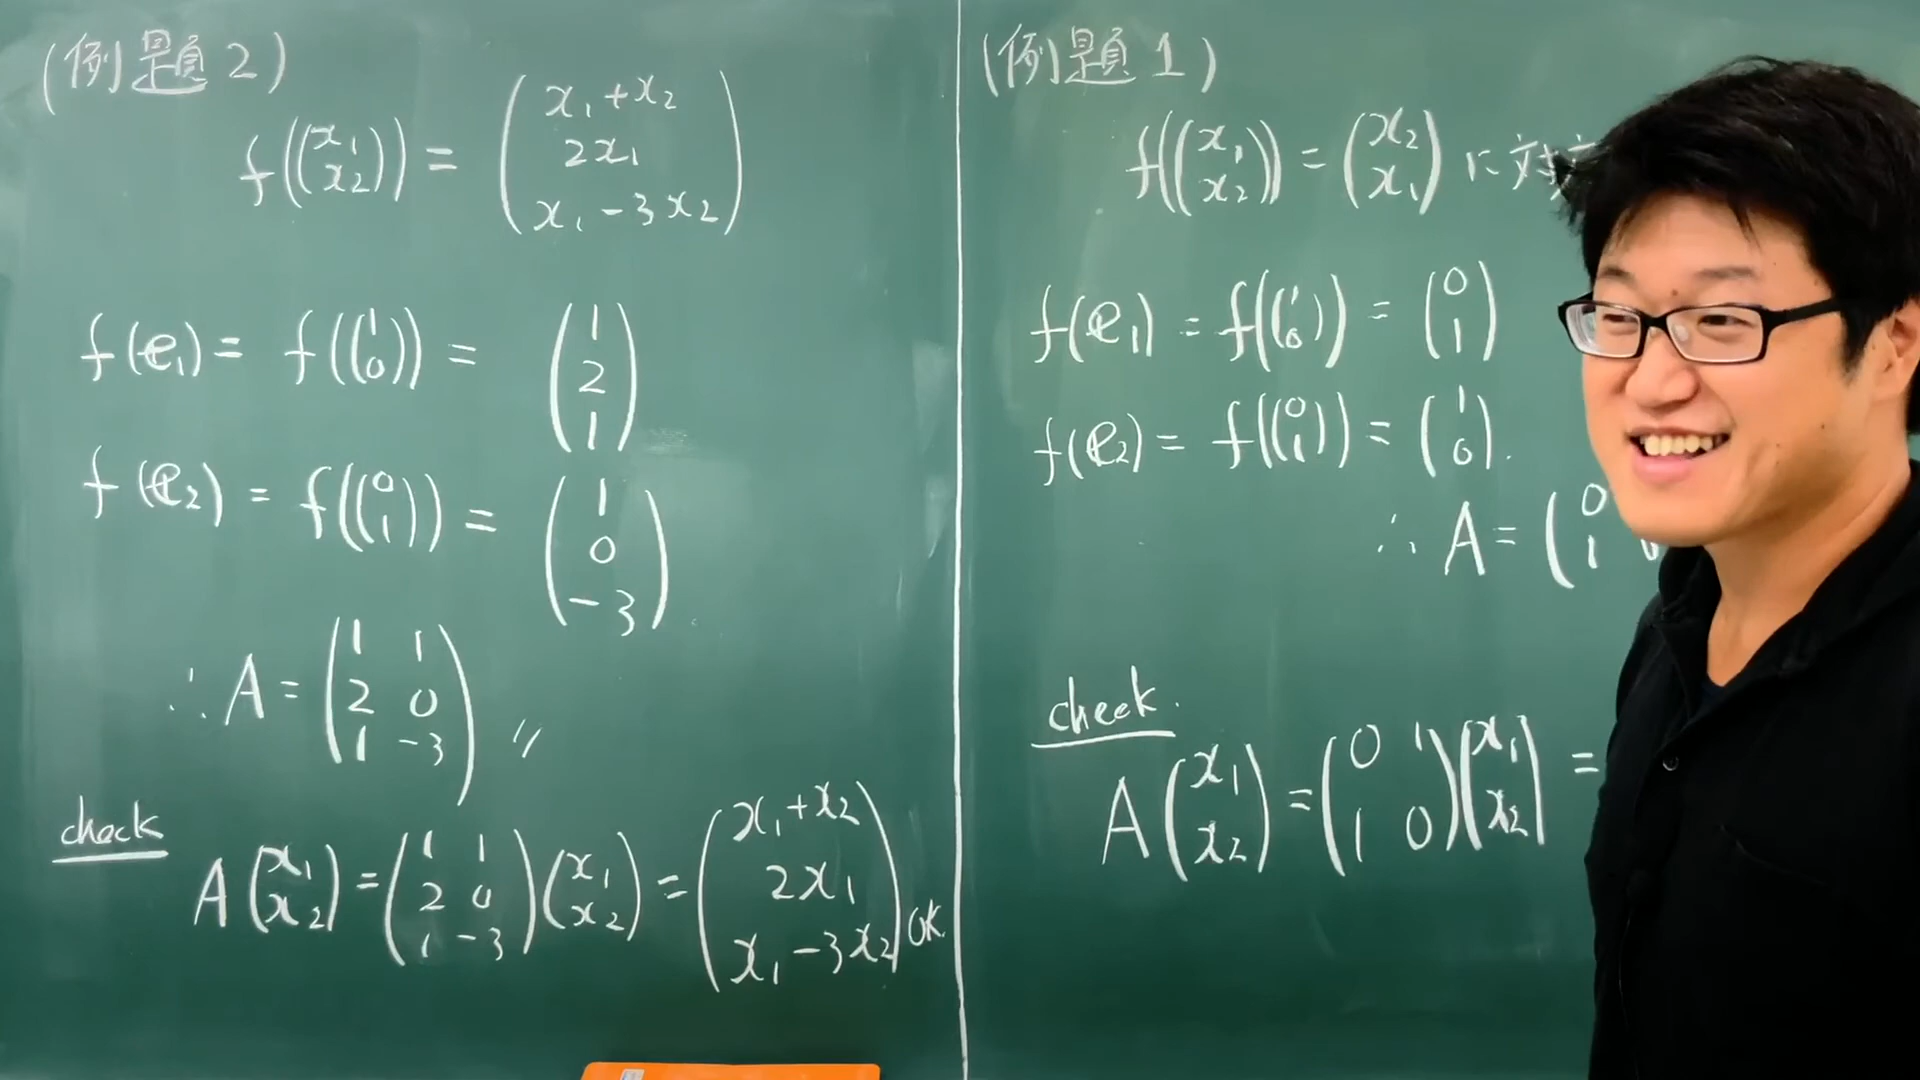 (例題2)
f((x₁ x₂)) = (x₁+x₂ 2x₁ x₁-3x₂)
f(e₁) = f((1 0)) = (1 2 1)
f(e₂) = f((0 1)) = (1 0 -3)
∴ A = (1 1 2 0 1 -3) 〃
check
A(x₁ x₂) = (1 1 2 0 1 -3)(x₁ x₂) = (x₁+x₂ 2x₁ x₁-3x₂) OK.
(例題1)
f((x₁ x₂)) = (x₂ x₁) に対
f(e₁) = f((1 0)) = (0 1)
f(e₂) = f((0 1)) = (1 0).
∴ A = (0 1
check.
A(x₁ x₂) = (0 1 1 0)(x₁ x₂) =